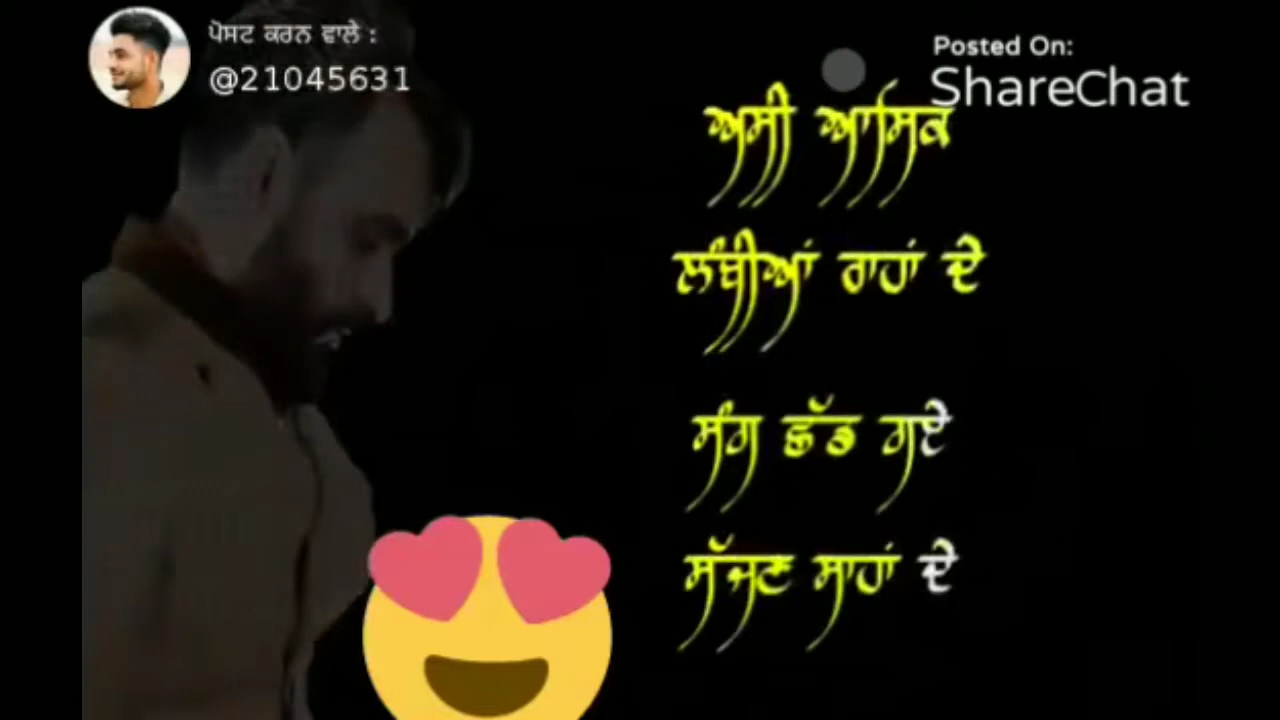 ਪੋਸਟ ਕਰਨ ਵਾਲੇ :
@21045631
Posted On:
ShareChat
ਅਸੀ ਆਸਿਕ
ਲੰਬੀਆਂ ਰਾਹਾਂ ਦੇ
ਸੰਗ ਛੱਡ ਗਏ
ਸੱਜਣ ਸਾਹਾਂ ਦੇ